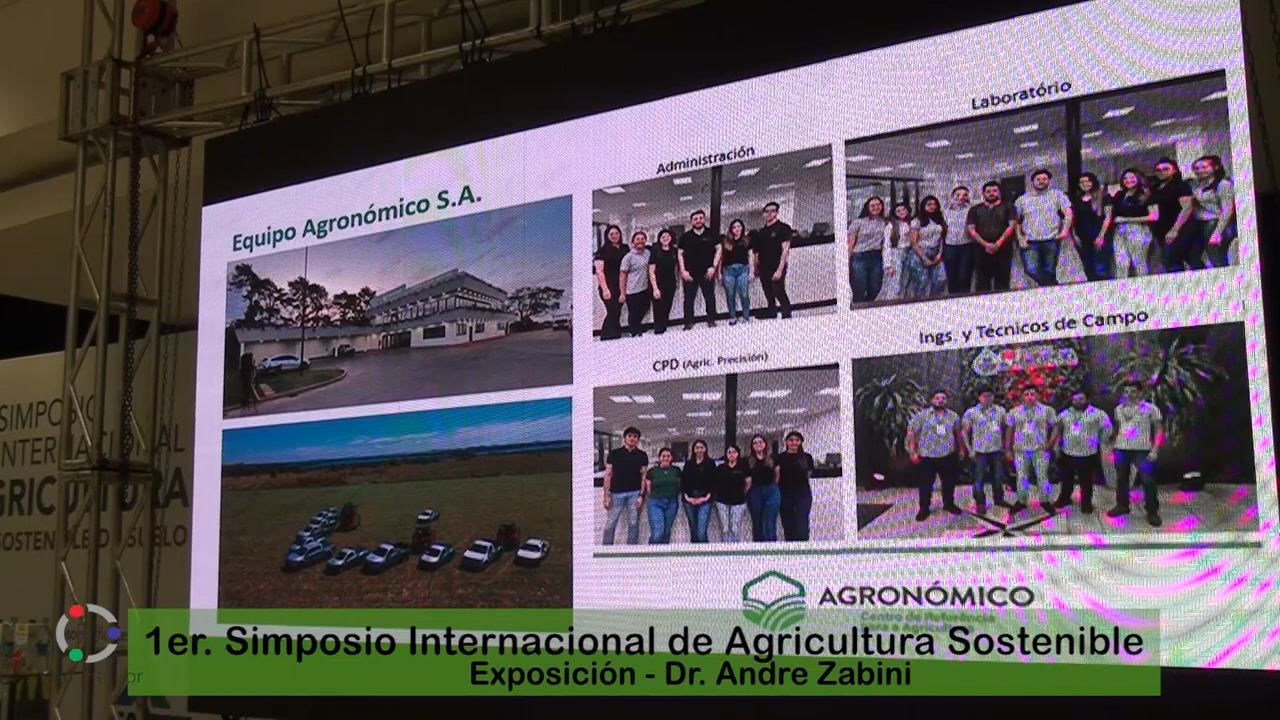 Equipo Agronómico S.A.
Administración
Laboratório
CPD (Agric. Precisión)
Ings. y Técnicos de Campo
AGRONÓMICO
SIMPOSIO
INTERNACIONAL
AGRICULTURA
1er. Simposio Internacional de Agricultura Sostenible
Exposición - Dr. Andre Zabini